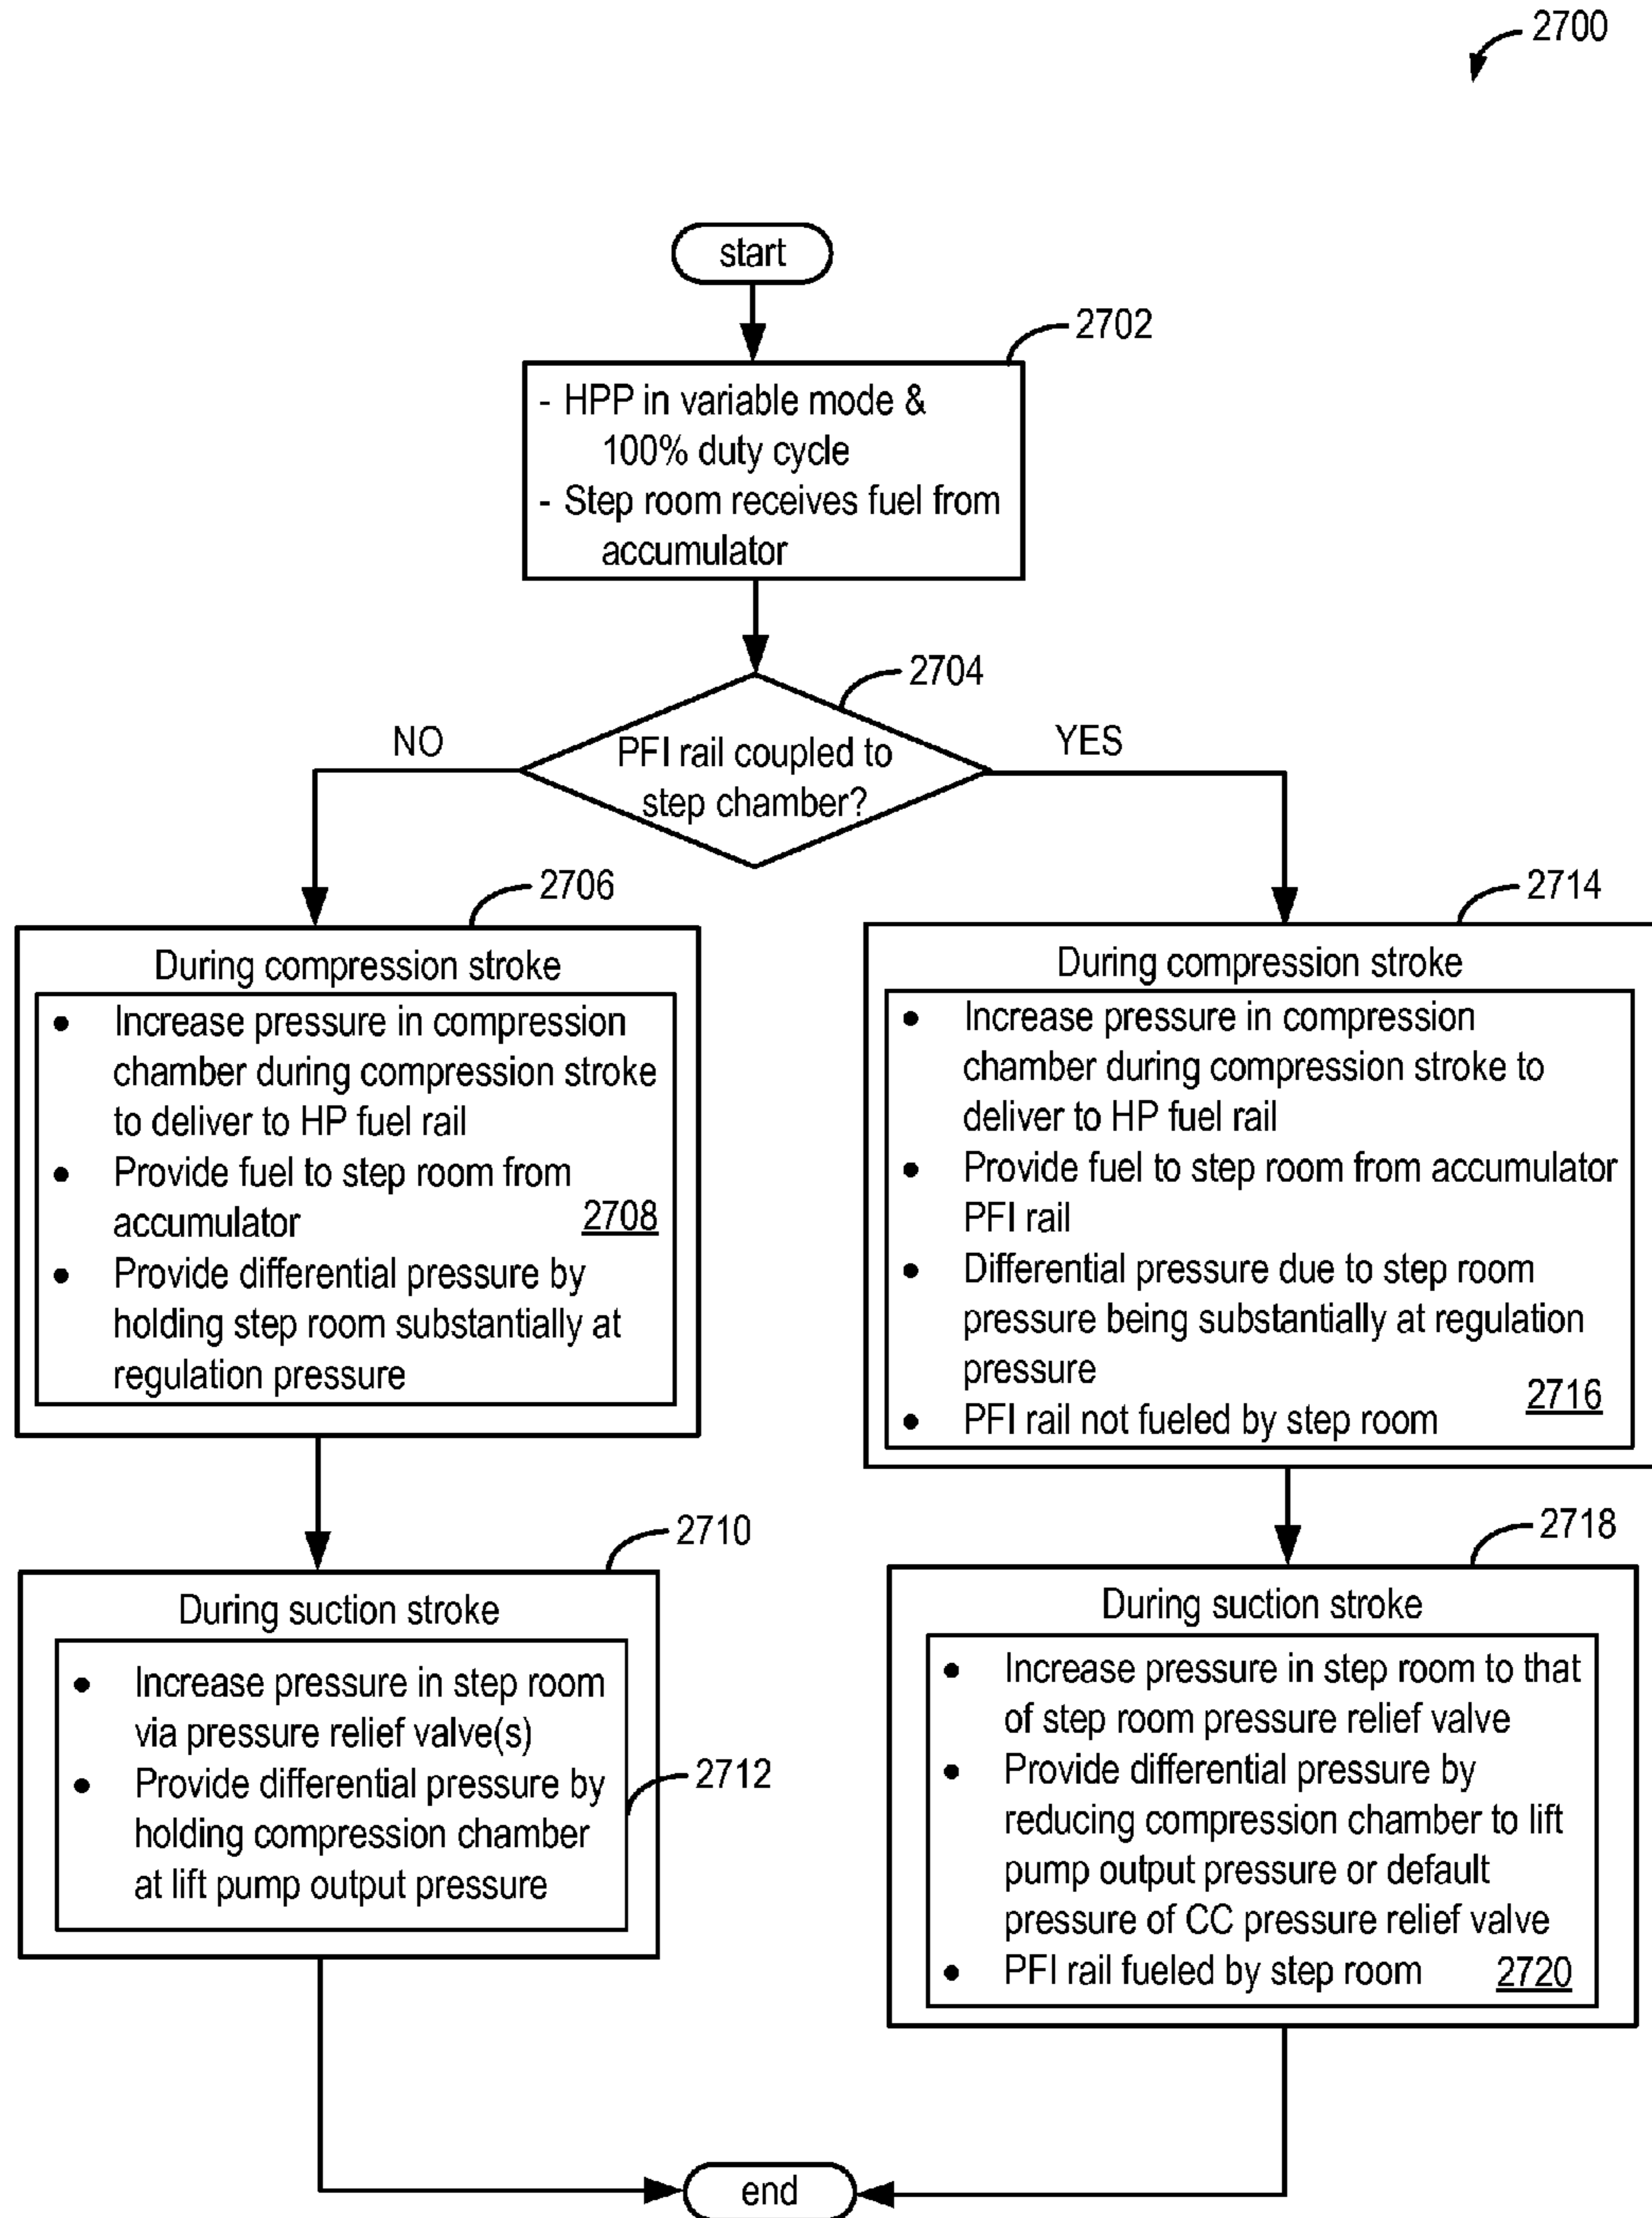 2700
start
2702
- HPP in variable mode &
100% duty cycle
- Step room receives fuel from
accumulator
2704
NO
PFI rail coupled to
step chamber?
YES
2706
During compression stroke
• Increase pressure in compression
chamber during compression stroke
to deliver to HP fuel rail
• Provide fuel to step room from
accumulator
2708
• Provide differential pressure by
holding step room substantially at
regulation pressure
2714
During compression stroke
• Increase pressure in compression
chamber during compression stroke to
deliver to HP fuel rail
• Provide fuel to step room from accumulator
PFI rail
• Differential pressure due to step room
pressure being substantially at regulation
pressure
2716
• PFI rail not fueled by step room
2710
During suction stroke
• Increase pressure in step room
via pressure relief valve(s)
• Provide differential pressure by
holding compression chamber
at lift pump output pressure
2712
2718
During suction stroke
• Increase pressure in step room to that
of step room pressure relief valve
• Provide differential pressure by
reducing compression chamber to lift
pump output pressure or default
pressure of CC pressure relief valve
• PFI rail fueled by step room
2720
end